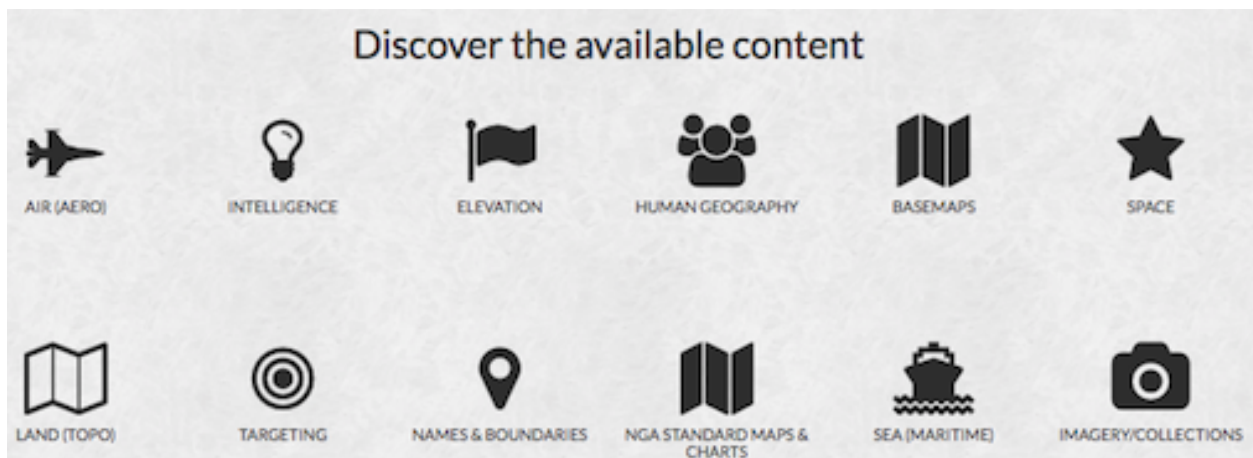 Discover the available content
AIR (AERO)
INTELLIGENCE
ELEVATION
HUMAN GEOGRAPHY
BASEMAPS
SPACE
LAND (TOPO)
TARGETING
NAMES & BOUNDARIES
NGA STANDARD MAPS &
CHARTS
SEA (MARITIME)
IMAGERY/COLLECTIONS